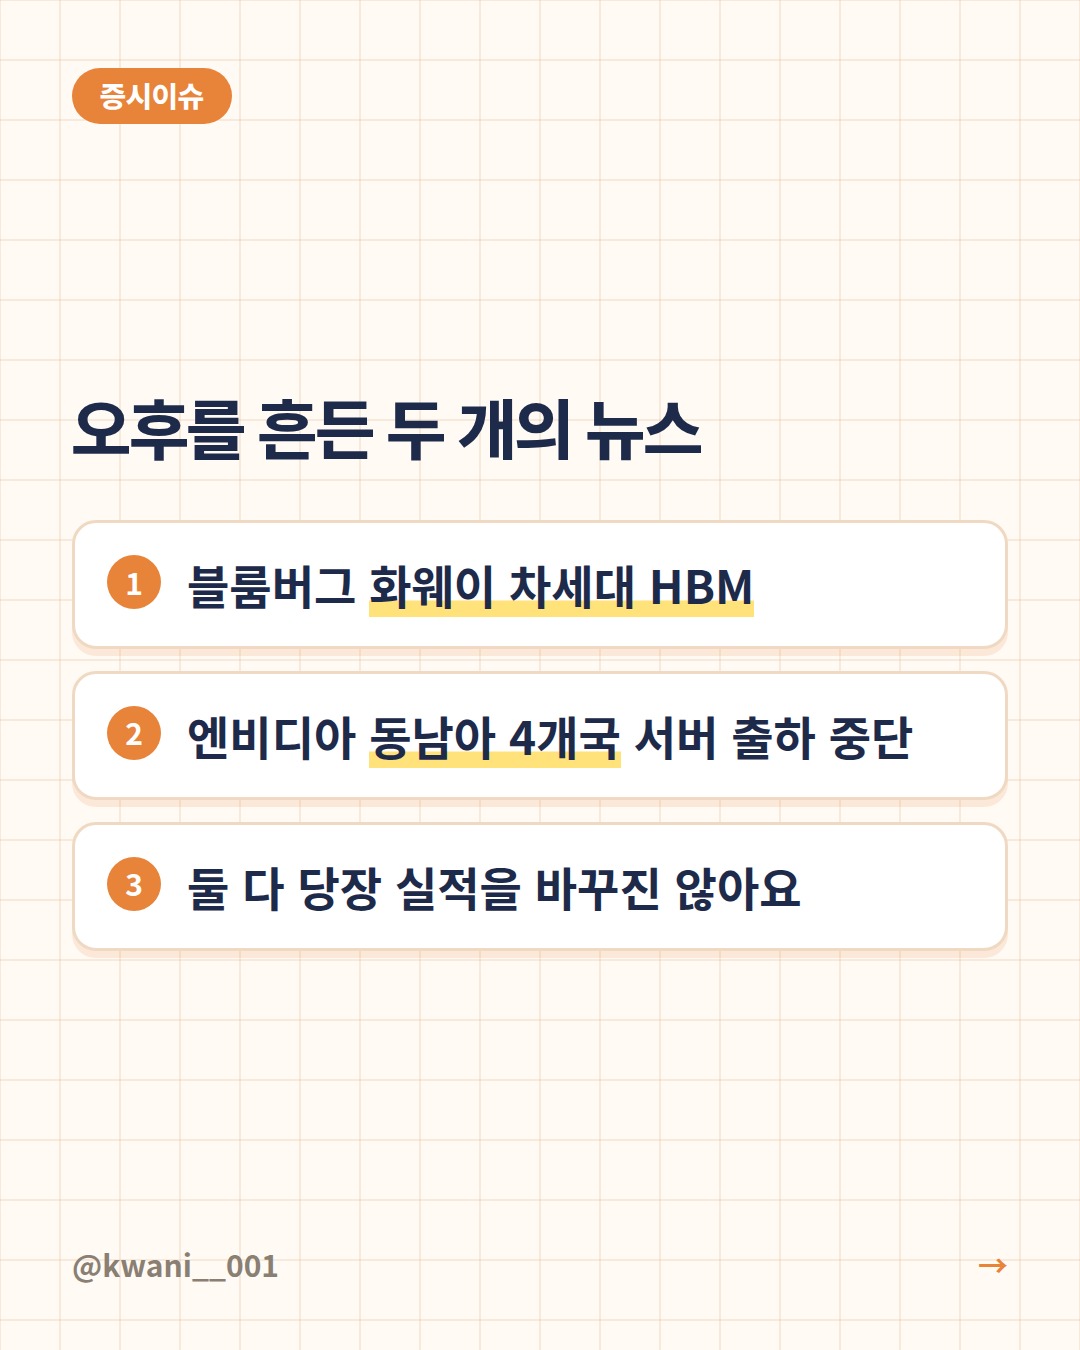 증시이슈
오후를 흔든 두 개의 뉴스
1 블룸버그 화웨이 차세대 HBM
2 엔비디아 동남아 4개국 서버 출하 중단
3 둘 다 당장 실적을 바꾸진 않아요
@kwani__001 →